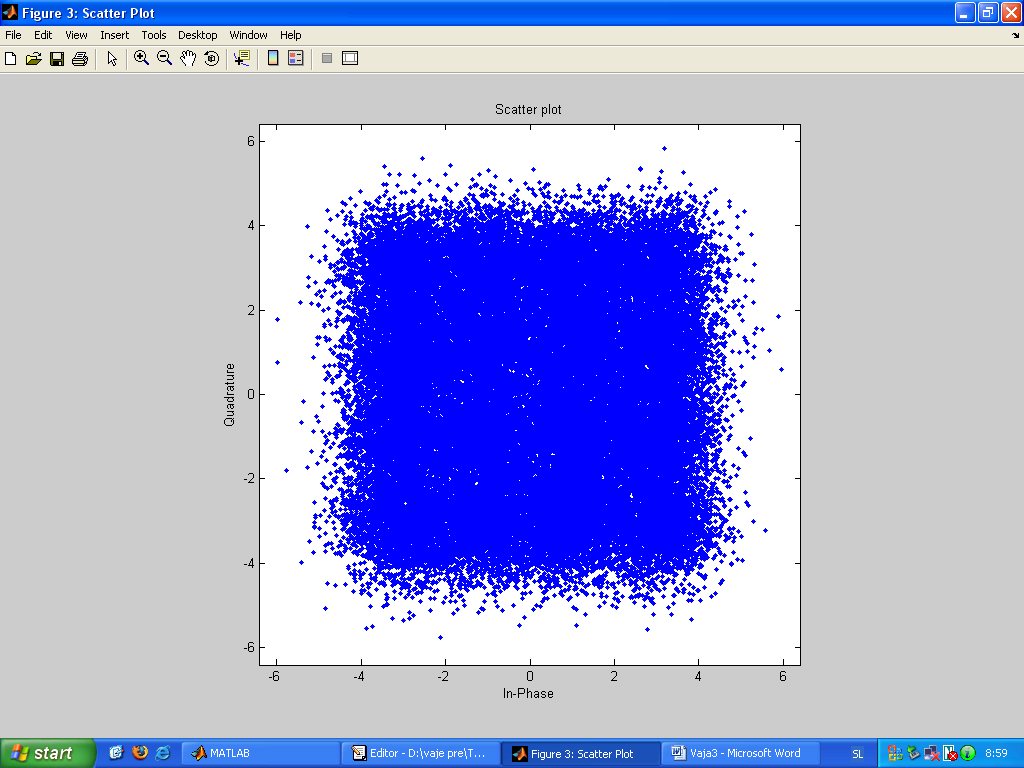 Figure 3: Scatter Plot
File Edit View Insert Tools Desktop Window Help
Scatter plot
6
4
2
0
-2
-4
-6
Quadrature
-6 -4 -2 0 2 4 6
In-Phase
start MATLAB Editor - D:\vaje pre\T... Figure 3: Scatter Plot Vaja3 - Microsoft Word SL 8:59